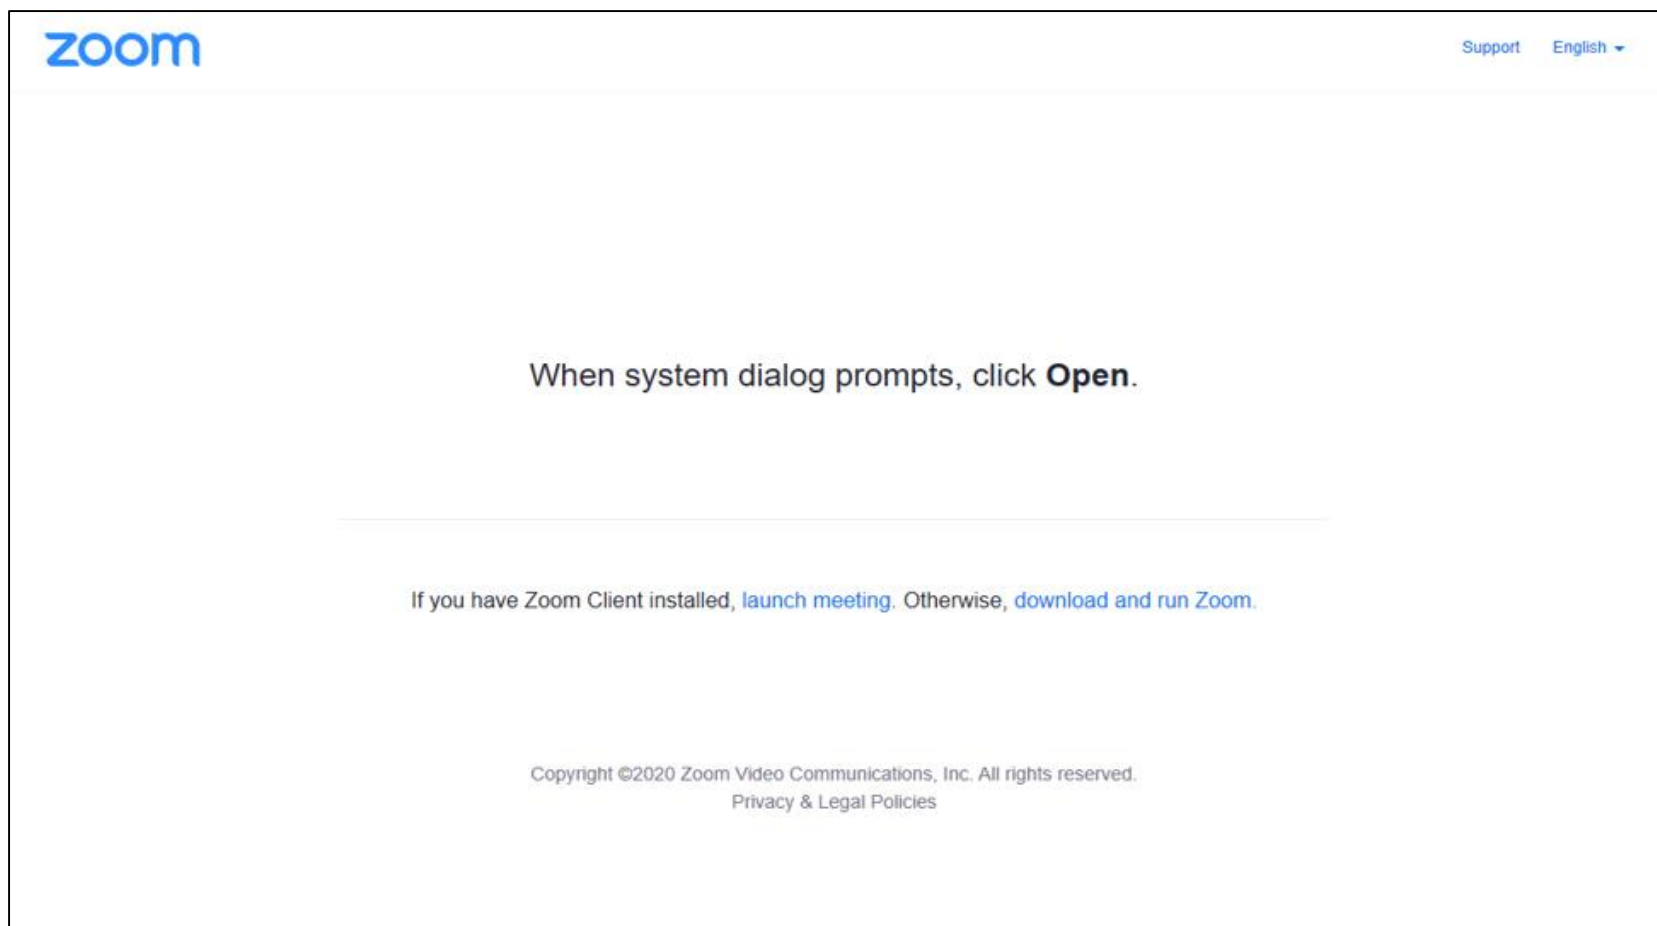 zoom
Support English
When system dialog prompts, click Open.
If you have Zoom Client installed, launch meeting. Otherwise, download and run Zoom.
Copyright ©2020 Zoom Video Communications, Inc. All rights reserved.
Privacy & Legal Policies